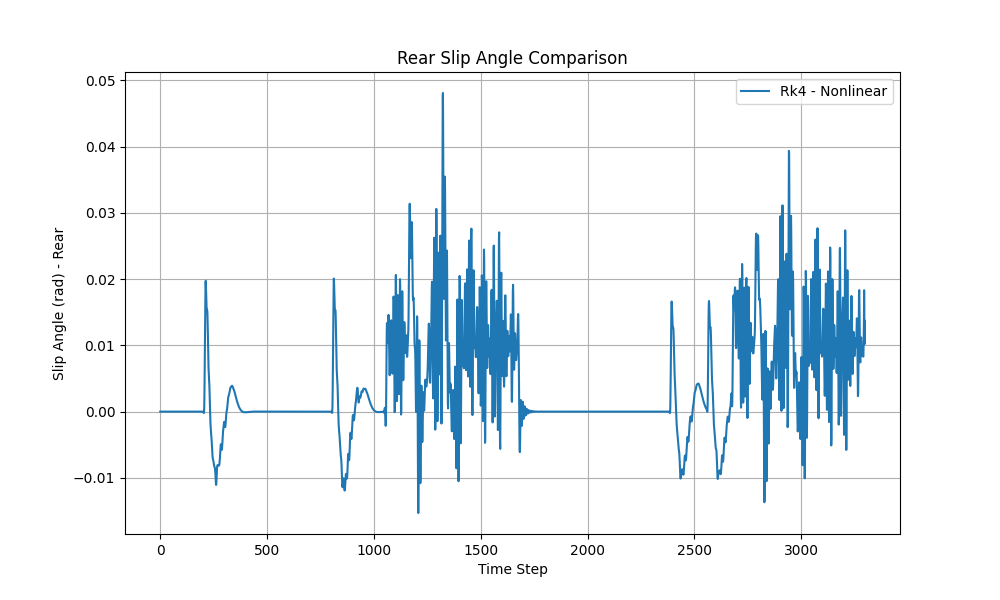 Rear Slip Angle Comparison
Rk4 - Nonlinear
Slip Angle (rad) - Rear
0.05
0.04
0.03
0.02
0.01
0.00
−0.01
0 500 1000 1500 2000 2500 3000
Time Step